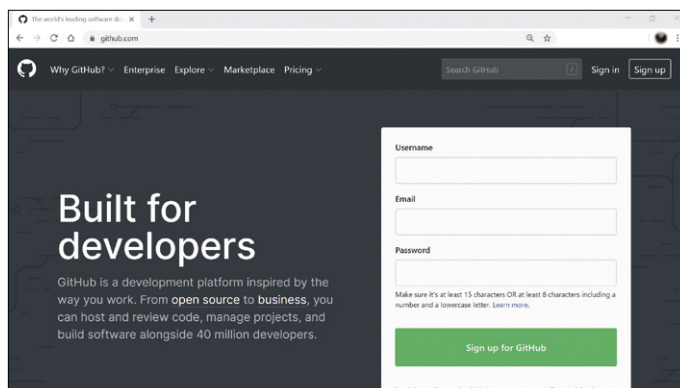 The world's leading software de
github.com
Why GitHub? Enterprise Explore Marketplace Pricing Search GitHub / Sign in Sign up
Built for
developers
GitHub is a development platform inspired by the
way you work. From open source to business, you
can host and review code, manage projects, and
build software alongside 40 million developers.
Username
Email
Password
Make sure it's at least 15 characters OR at least 8 characters including a
number and a lowercase letter. Learn more.
Sign up for GitHub